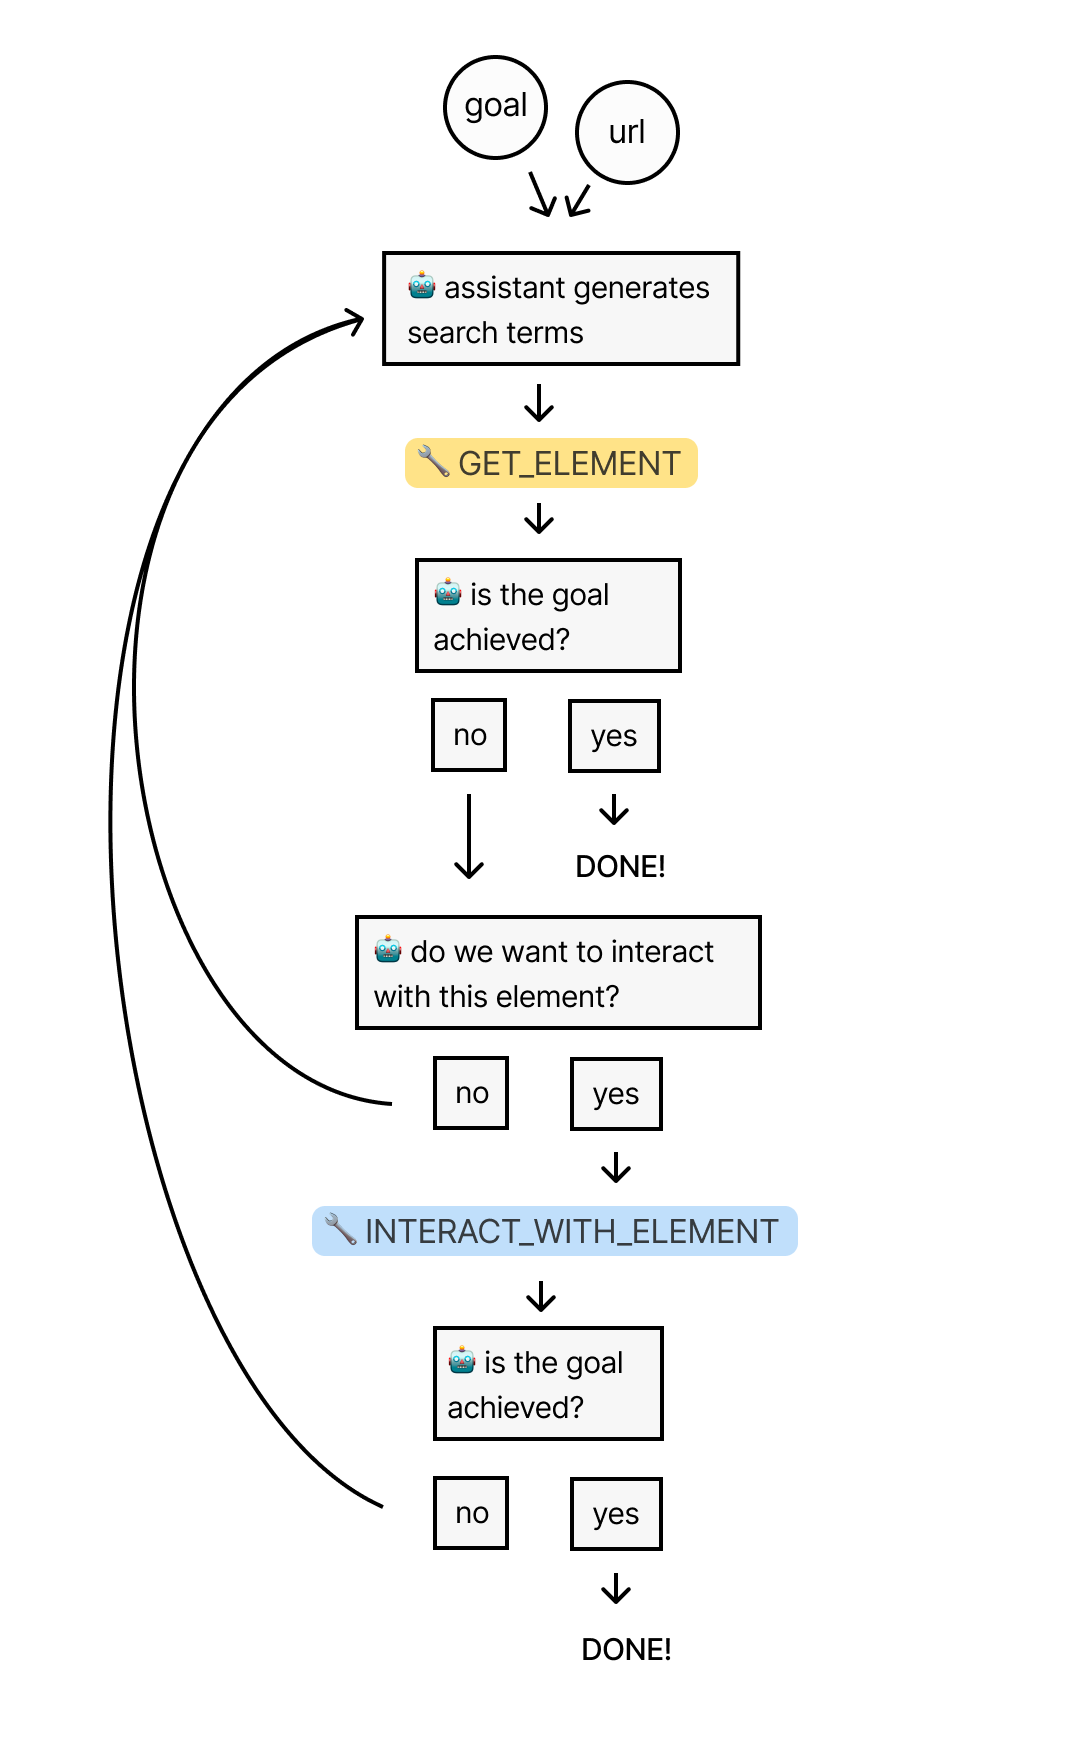 goal
url
🤖 assistant generates
search terms
🔧 GET_ELEMENT
🤖 is the goal
achieved?
no
yes
DONE!
🤖 do we want to interact
with this element?
no
yes
🔧 INTERACT_WITH_ELEMENT
🤖 is the goal
achieved?
no
yes
DONE!